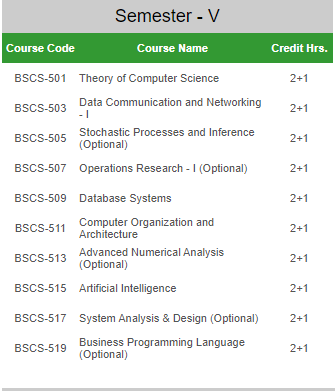 Semester - V
Course Code Course Name Credit Hrs.
BSCS-501 Theory of Computer Science 2+1
BSCS-503 Data Communication and Networking - I 2+1
BSCS-505 Stochastic Processes and Inference (Optional) 2+1
BSCS-507 Operations Research - I (Optional) 2+1
BSCS-509 Database Systems 2+1
BSCS-511 Computer Organization and Architecture 2+1
BSCS-513 Advanced Numerical Analysis (Optional) 2+1
BSCS-515 Artificial Intelligence 2+1
BSCS-517 System Analysis & Design (Optional) 2+1
BSCS-519 Business Programming Language (Optional) 2+1